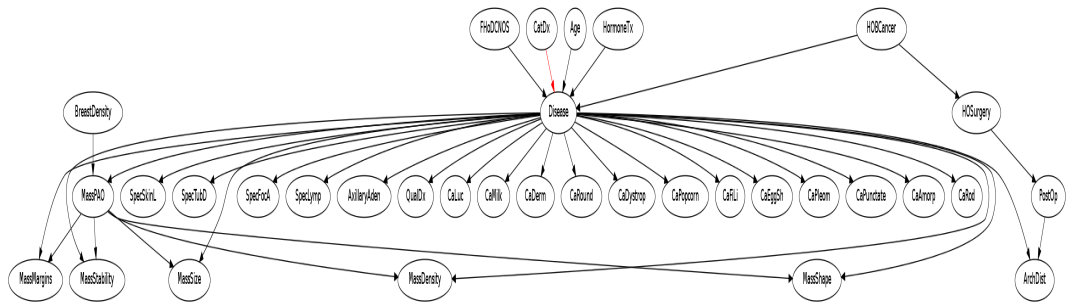 FHoDCNOS CatDx Age HormoneTx HOBCancer
BreastDensity Disease HOSurgery
MassPAO SpecSkinL SpecTubD SpecFocA SpecLymp AxillaryAden QualDx CaLuc CaMilk CaDerm CaRound CaDystrop CaPopcorn CaFiLi CaEggSh CaPleom CaPunctate CaAmorp CaRod PostOp
MassMargins MassStability MassSize MassDensity MassShape ArchDist